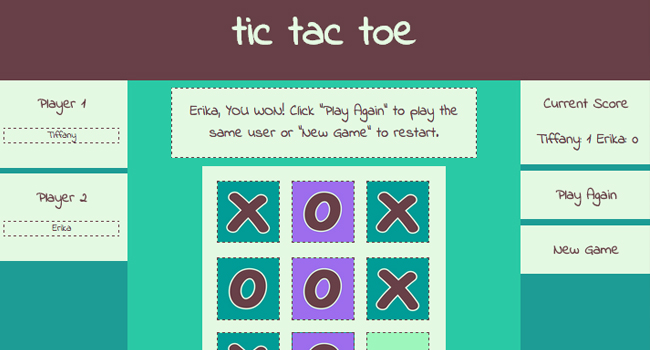 tic tac toe
Player 1
Tiffany
Player 2
Erika
Erika, YOU WON! Click "Play Again" to play the
same user or "New Game" to restart.
X O X
O O X
X O
Current Score
Tiffany: 1 Erika: 0
Play Again
New Game